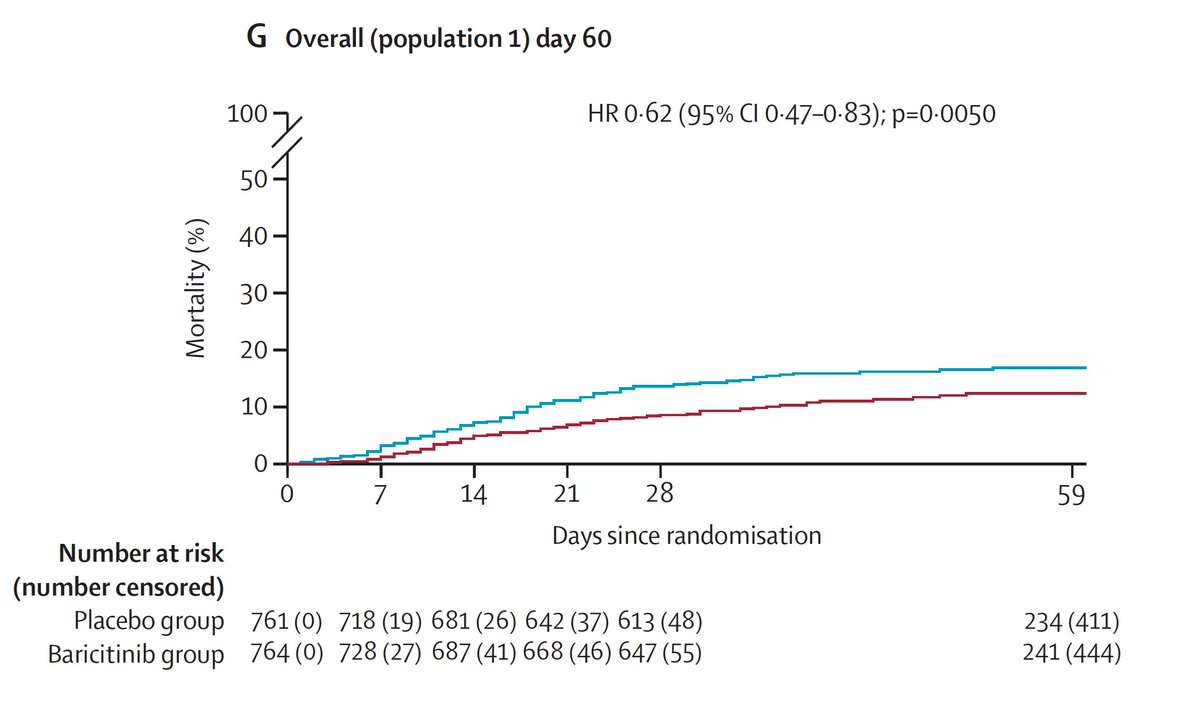 G Overall (population 1) day 60
HR 0·62 (95% CI 0·47–0·83); p=0·0050
100
50
40
30
20
10
0
Mortality (%)
0 7 14 21 28 59
Days since randomisation
Number at risk
(number censored)
Placebo group 761 (0) 718 (19) 681 (26) 642 (37) 613 (48) 234 (411)
Baricitinib group 764 (0) 728 (27) 687 (41) 668 (46) 647 (55) 241 (444)